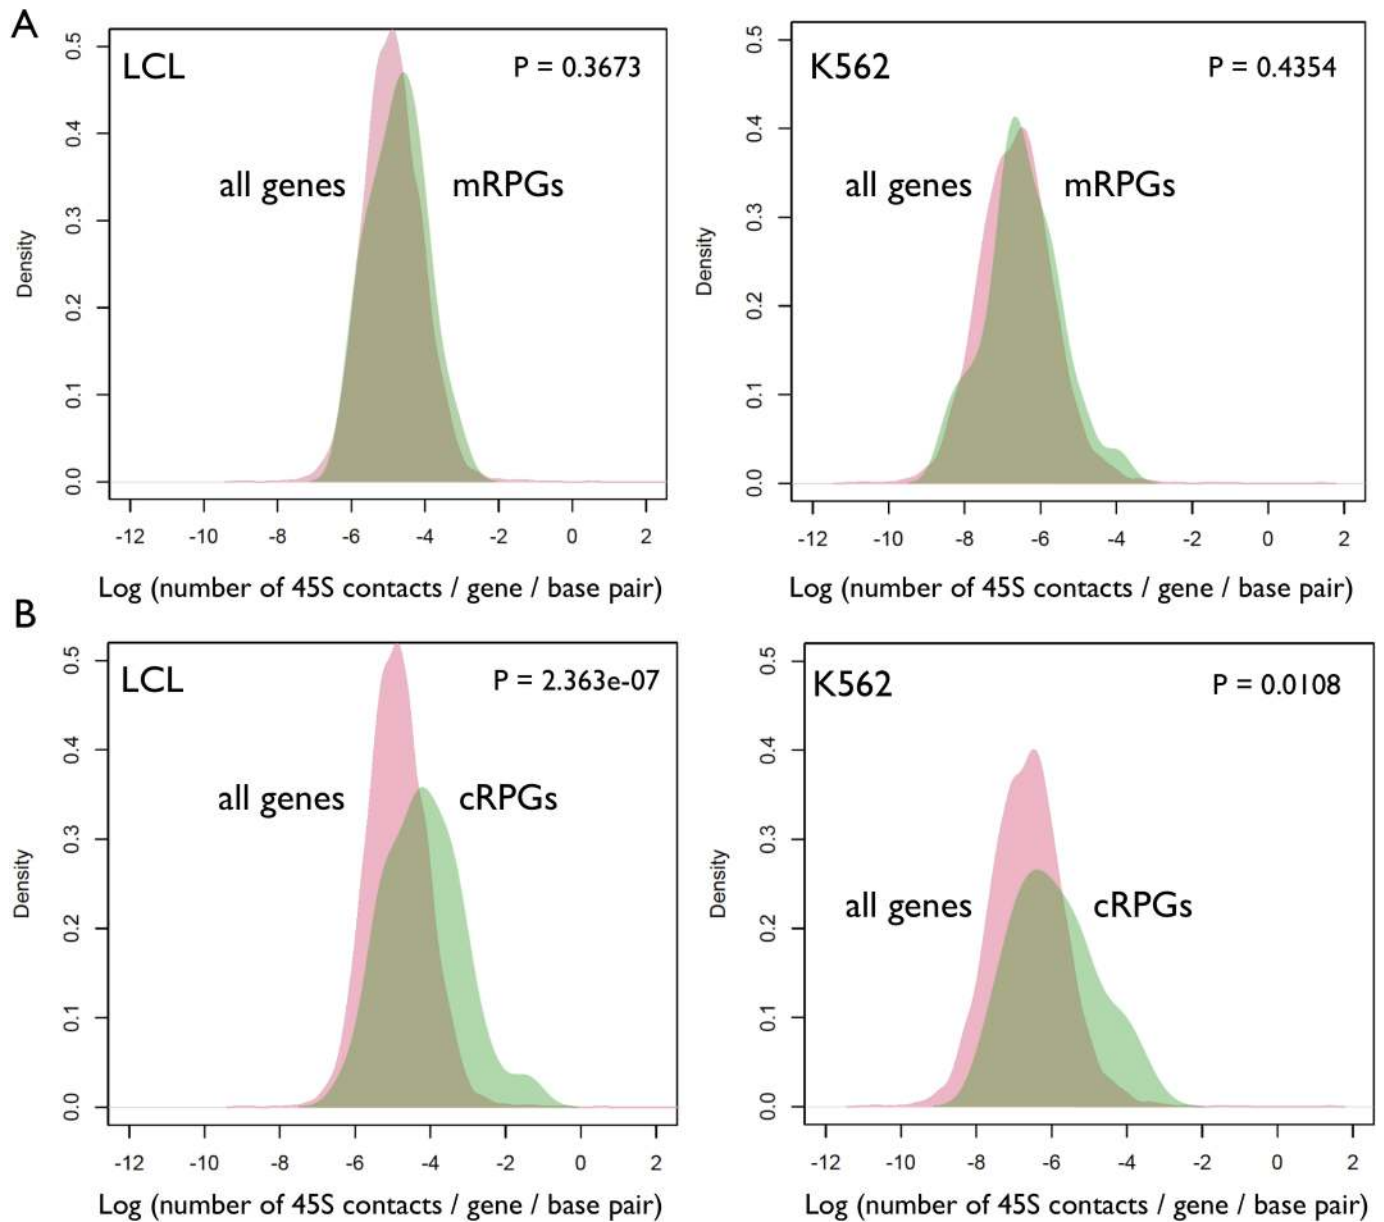 A
LCL
P = 0.3673
all genes
mRPGs
Density
0.0
0.1
0.2
0.3
0.4
0.5
-12 -10 -8 -6 -4 -2 0 2
Log (number of 45S contacts / gene / base pair)
K562
P = 0.4354
all genes
mRPGs
Density
0.0
0.1
0.2
0.3
0.4
0.5
-12 -10 -8 -6 -4 -2 0 2
Log (number of 45S contacts / gene / base pair)
B
LCL
P = 2.363e-07
all genes
cRPGs
Density
0.0
0.1
0.2
0.3
0.4
0.5
-12 -10 -8 -6 -4 -2 0 2
Log (number of 45S contacts / gene / base pair)
K562
P = 0.0108
all genes
cRPGs
Density
0.0
0.1
0.2
0.3
0.4
0.5
-12 -10 -8 -6 -4 -2 0 2
Log (number of 45S contacts / gene / base pair)